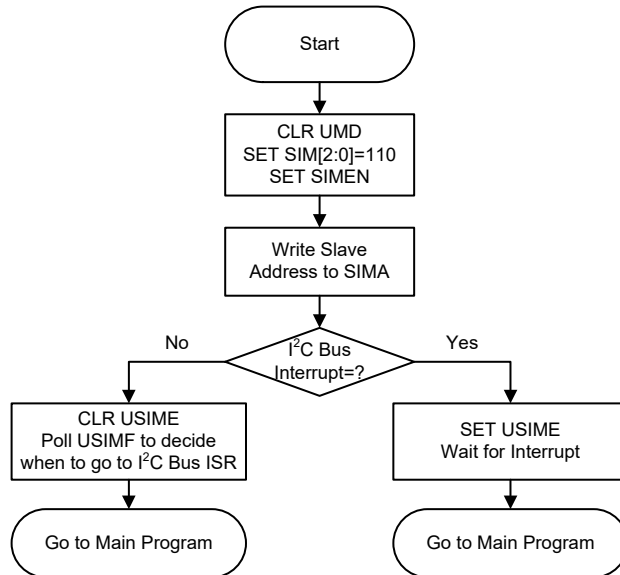 Start
CLR UMD
SET SIM[2:0]=110
SET SIMEN
Write Slave
Address to SIMA
No
I²C Bus
Interrupt=?
Yes
CLR USIME
Poll USIMF to decide
when to go to I²C Bus ISR
SET USIME
Wait for Interrupt
Go to Main Program
Go to Main Program